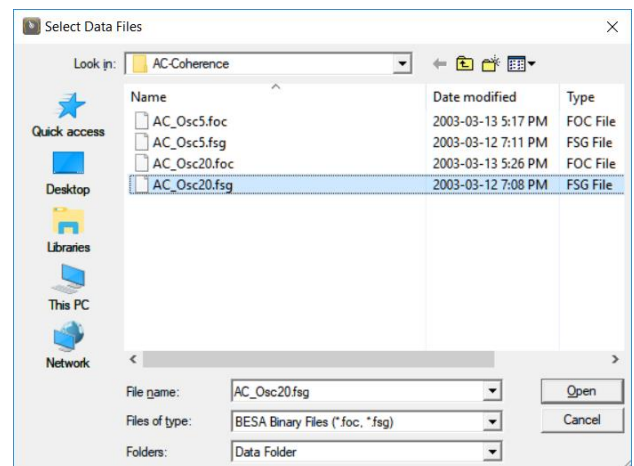 Select Data Files
Look in: AC-Coherence
Name Date modified Type
AC_Osc5.foc 2003-03-13 5:17 PM FOC File
AC_Osc5.fsg 2003-03-12 7:11 PM FSG File
AC_Osc20.foc 2003-03-13 5:26 PM FOC File
AC_Osc20.fsg 2003-03-12 7:08 PM FSG File
Quick access
Desktop
Libraries
This PC
Network
File name: AC_Osc20.fsg Open
Files of type: BESA Binary Files (*.foc, *.fsg) Cancel
Folders: Data Folder